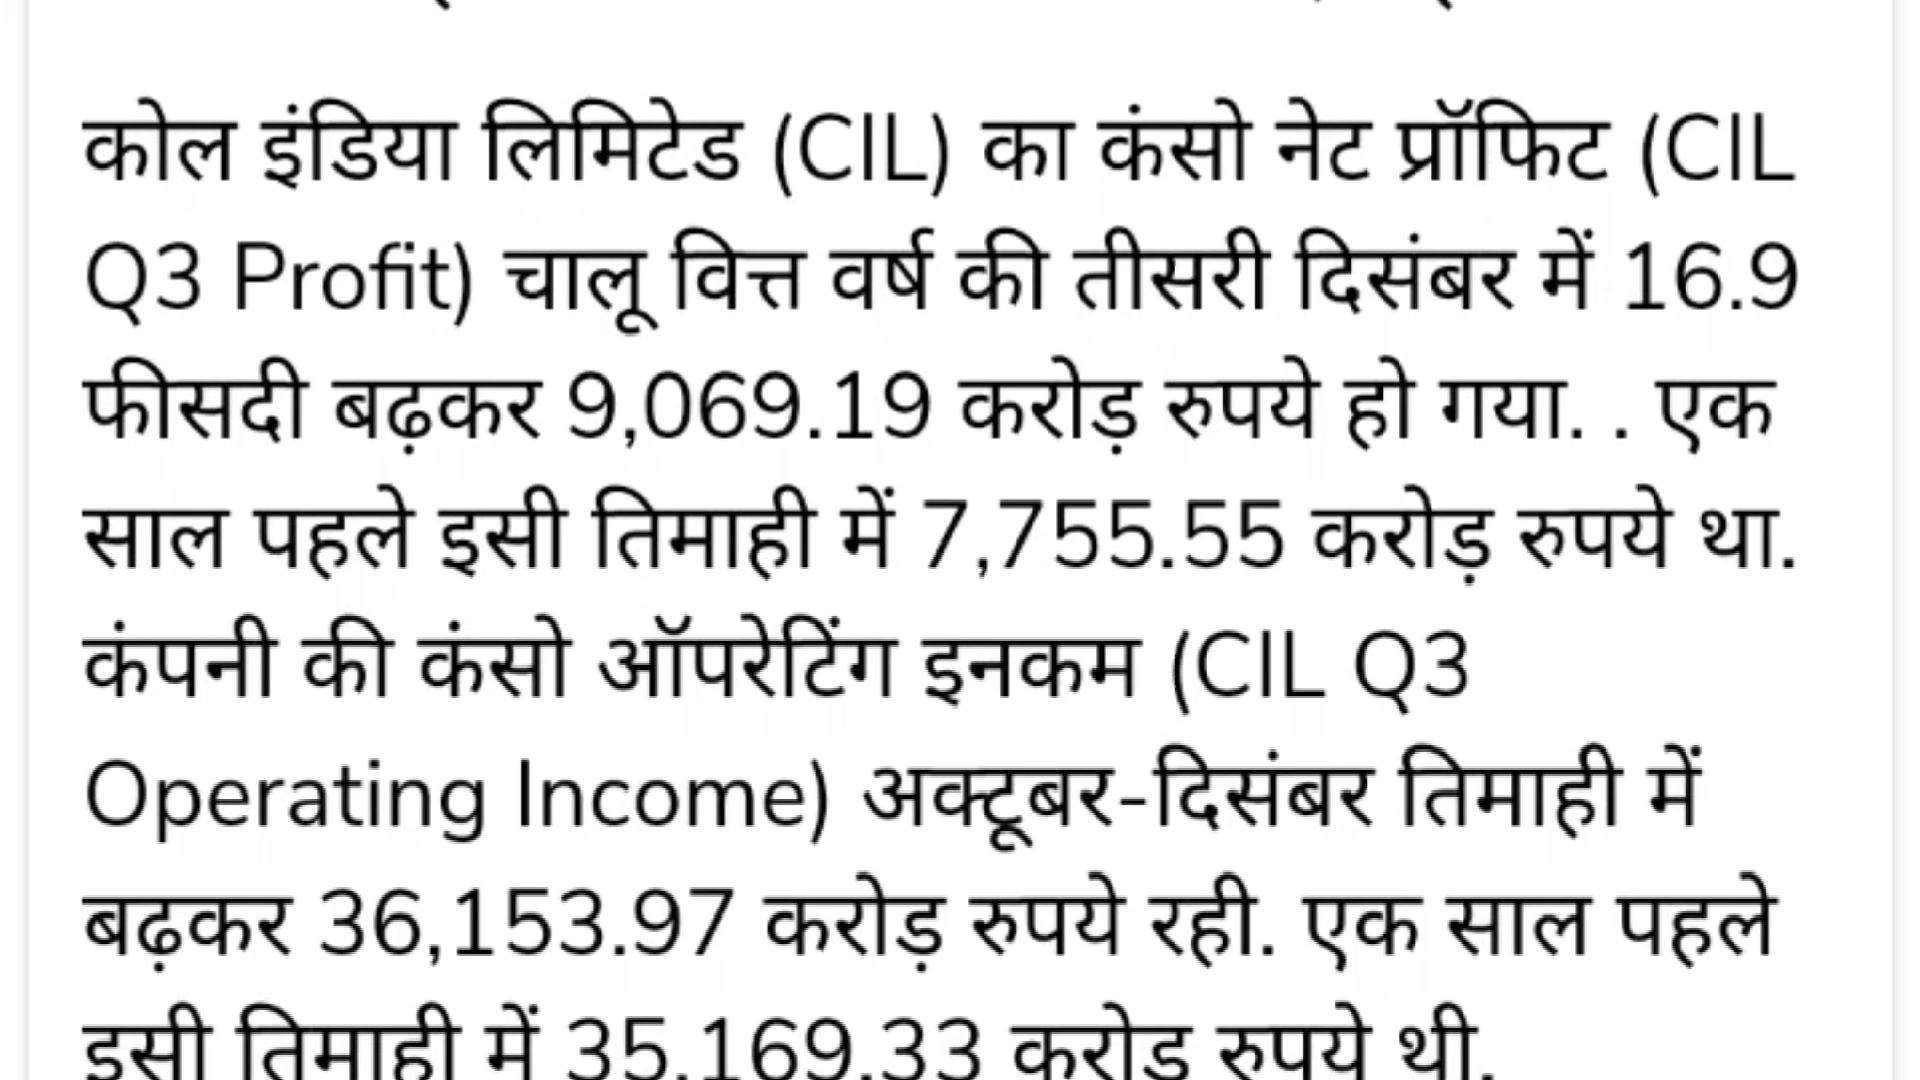 कोल इंडिया लिमिटेड (CIL) का कंसो नेट प्रॉफिट (CIL
Q3 Profit) चालू वित्त वर्ष की तीसरी दिसंबर में 16.9
फीसदी बढ़कर 9,069.19 करोड़ रुपये हो गया. . एक
साल पहले इसी तिमाही में 7,755.55 करोड़ रुपये था.
कंपनी की कंसो ऑपरेटिंग इनकम (CIL Q3
Operating Income) अक्टूबर-दिसंबर तिमाही में
बढ़कर 36,153.97 करोड़ रुपये रही. एक साल पहले
इसी तिमाही में 35,169.33 करोड़ रुपये थी.